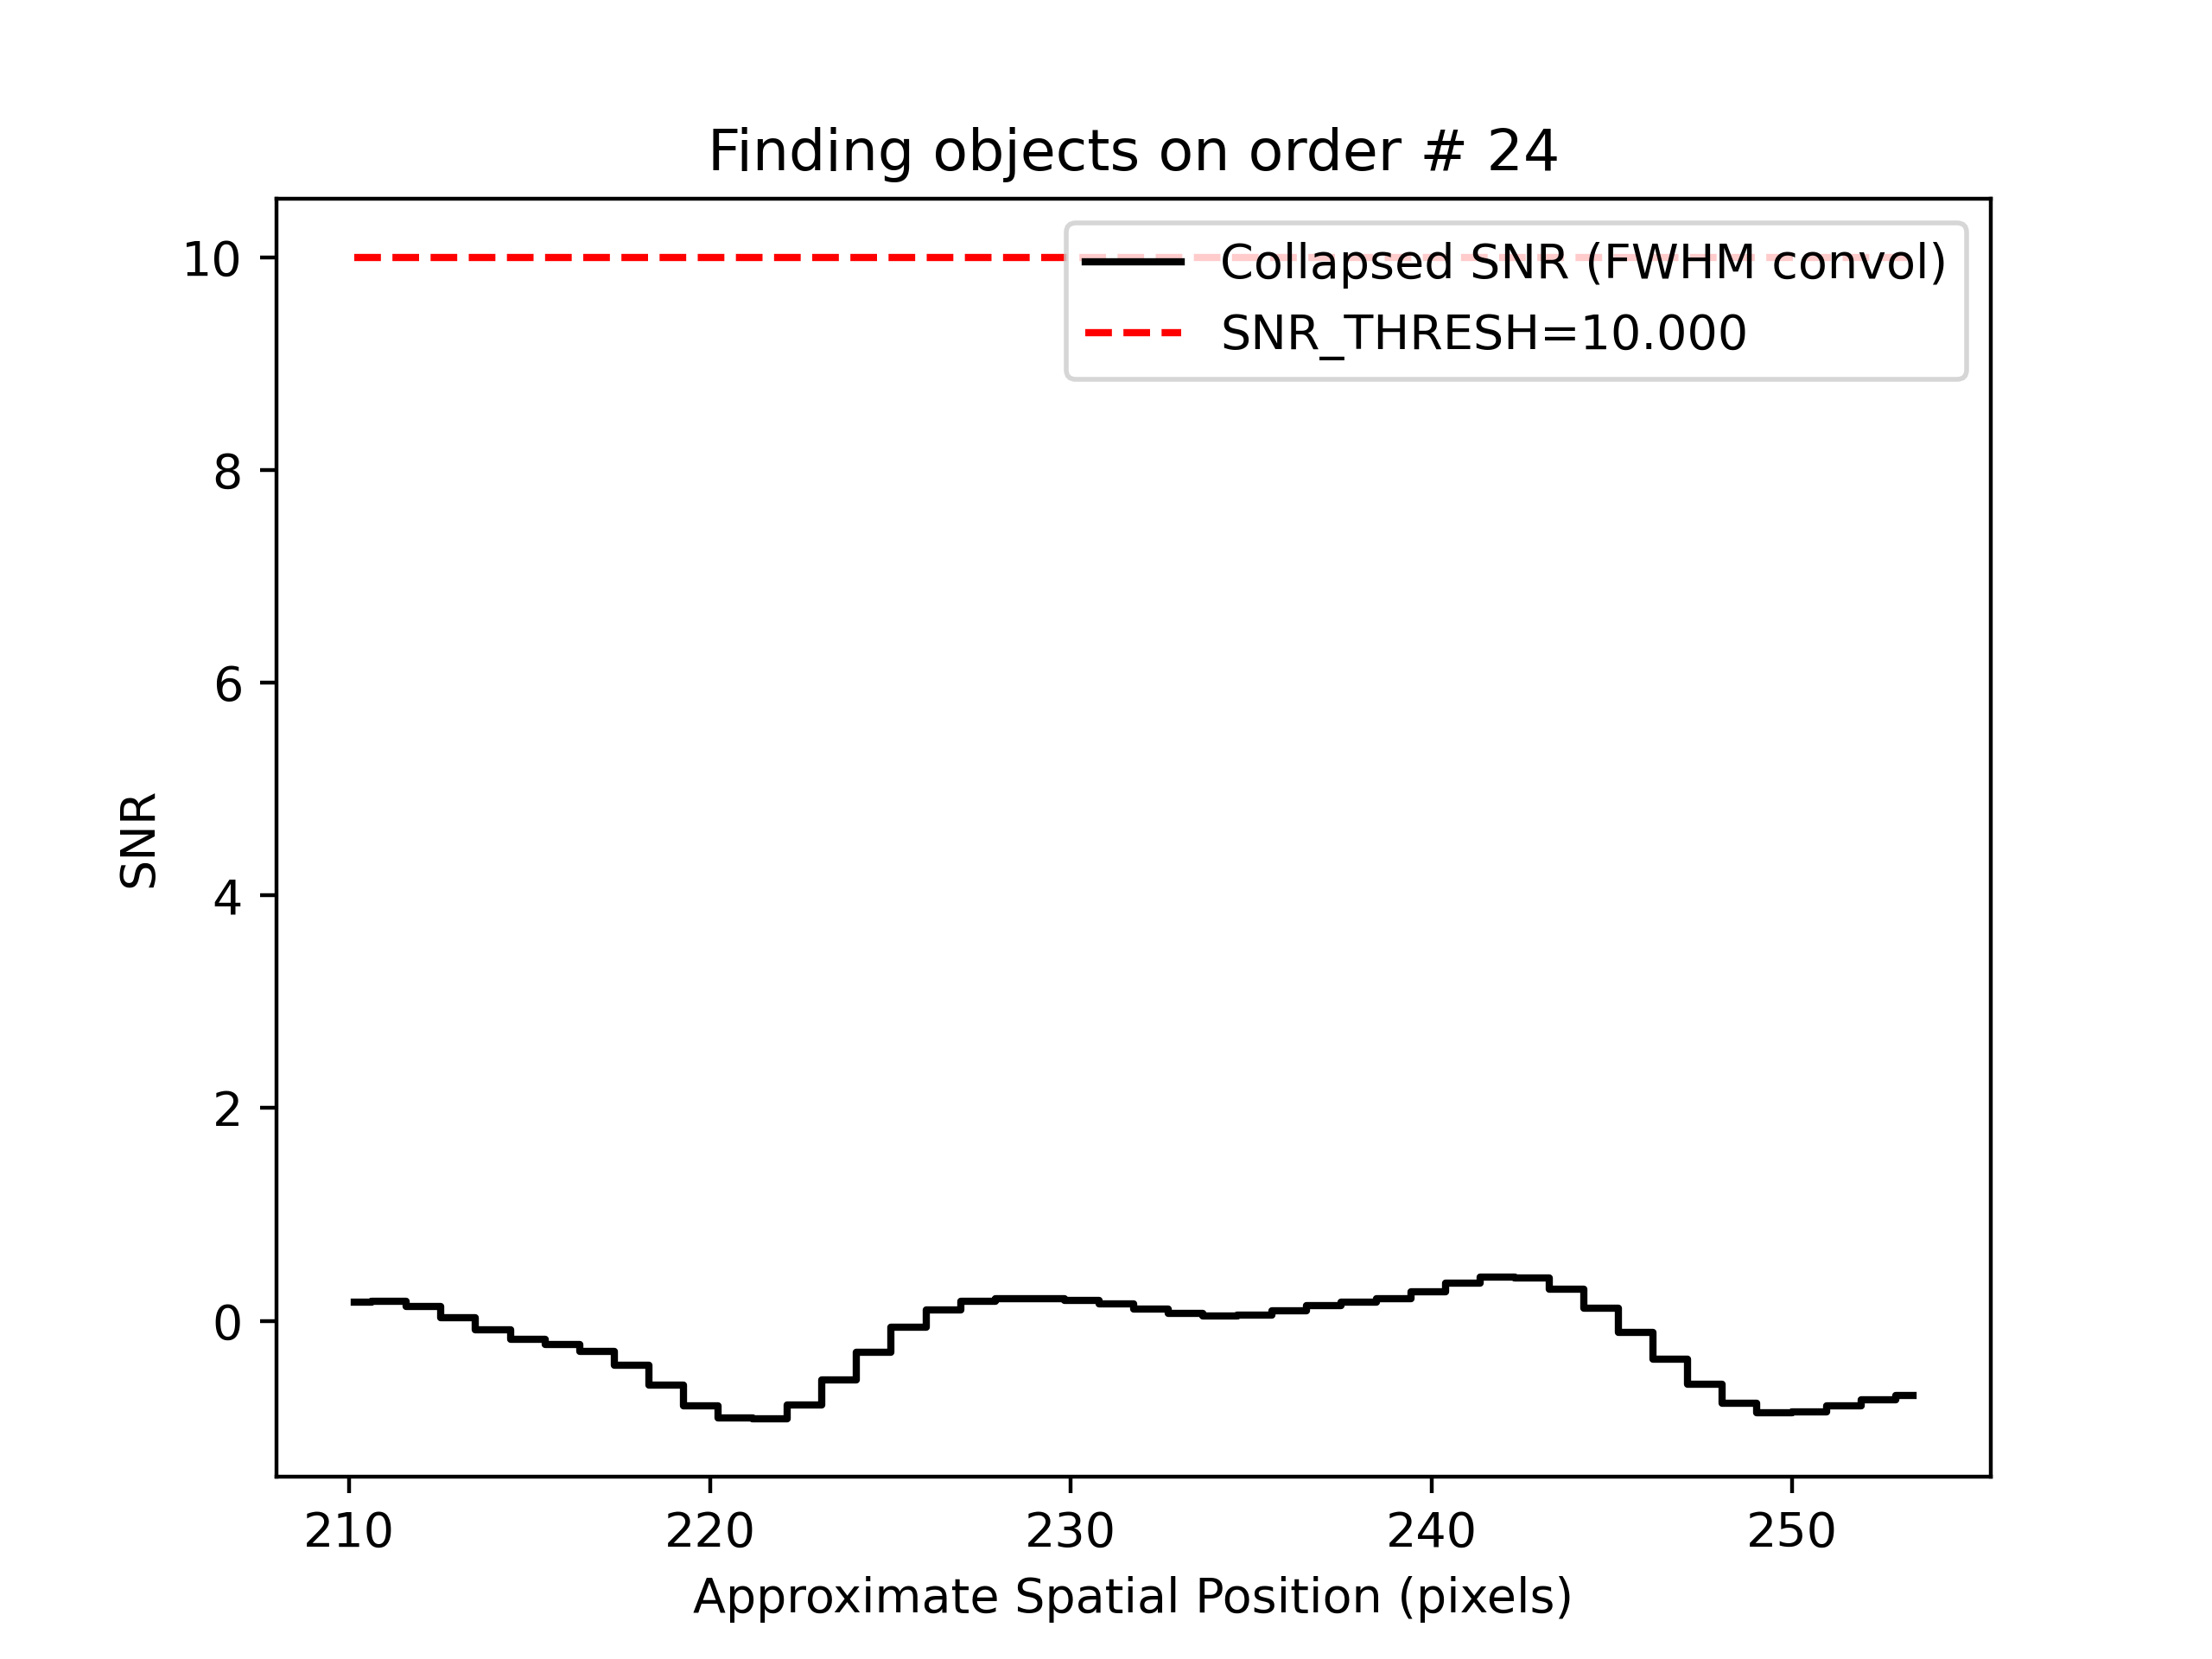 Finding objects on order # 24
Collapsed SNR (FWHM convol)
SNR_THRESH=10.000
10
8
6
4
2
0
SNR
210 220 230 240 250
Approximate Spatial Position (pixels)